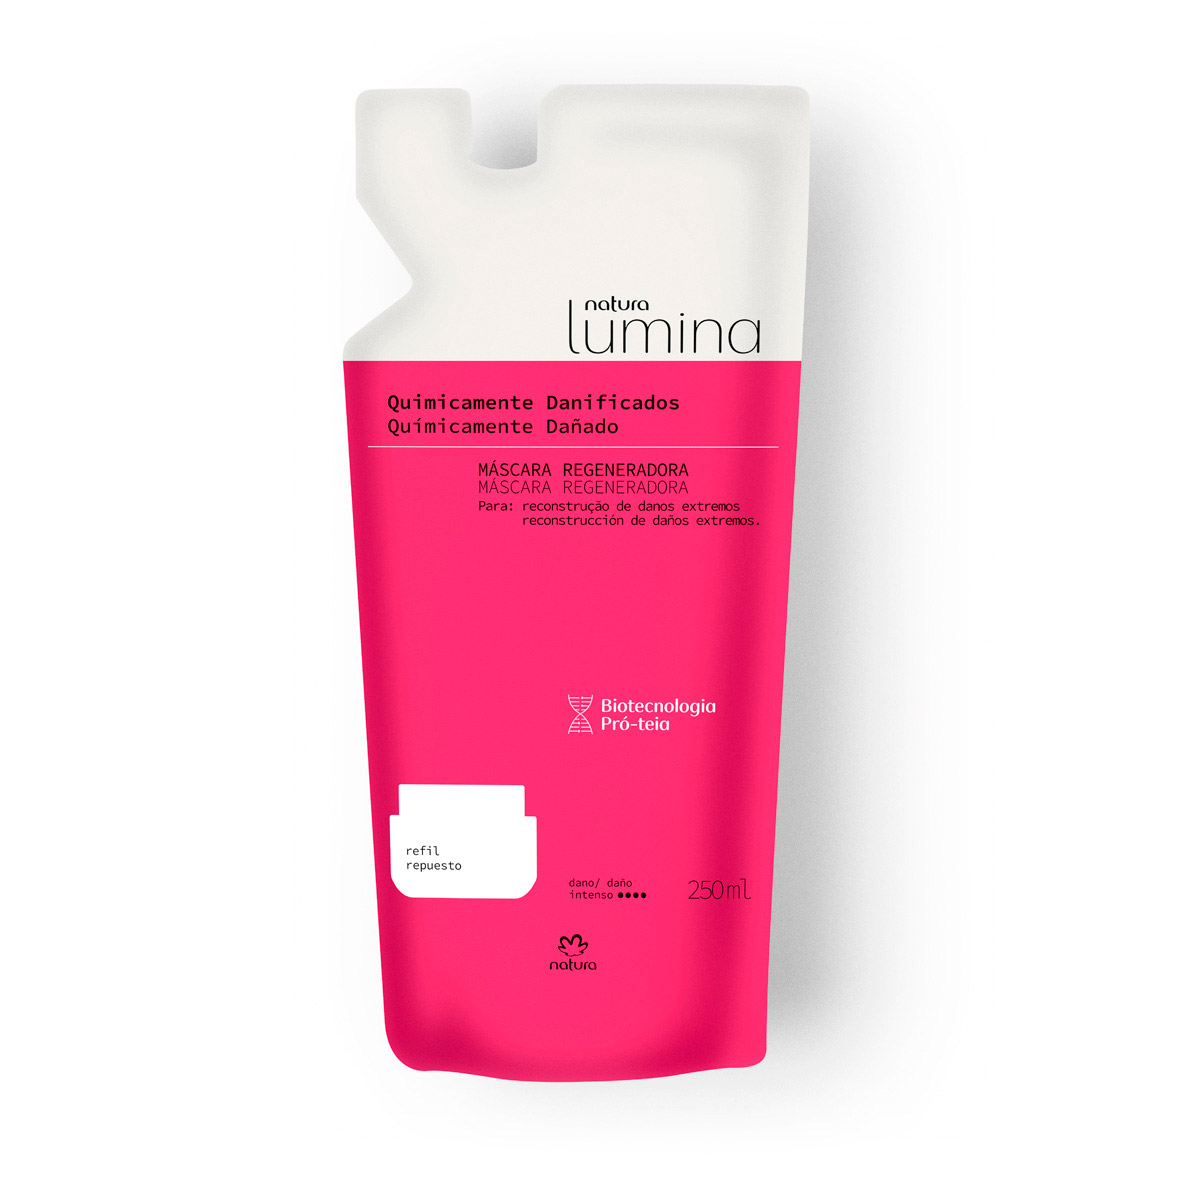 natura
lumina
Quimicamente Danificados
Químicamente Dañado
MÁSCARA REGENERADORA
MÁSCARA REGENERADORA
Para: reconstrução de danos extremos
reconstrucción de daños extremos.
Biotecnologia
Pró-teia
refil
repuesto
dano/ daño
intenso
250ml
natura